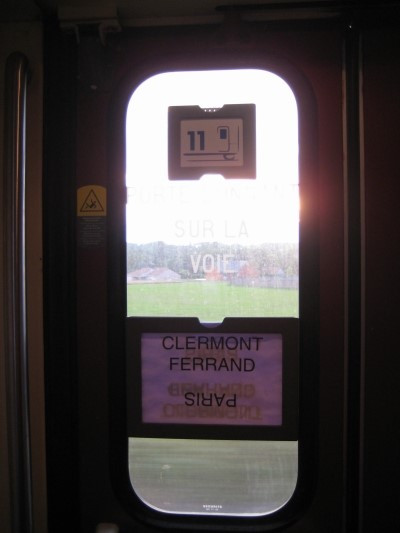 11
PORTE DONNANT
SUR LA
VOIE
CLERMONT
FERRAND
PARIS